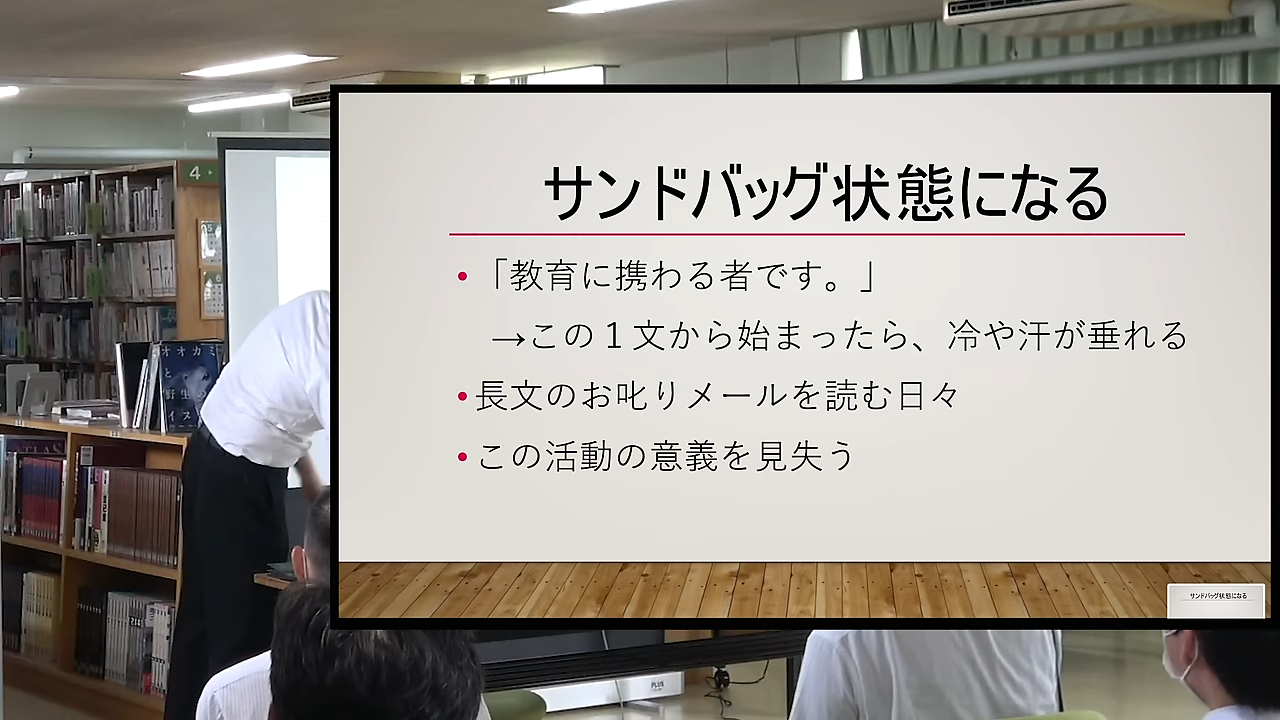 サンドバッグ状態になる
・「教育に携わる者です。」
→この１文から始まったら、冷や汗が垂れる
・長文のお叱りメールを読む日々
・この活動の意義を見失う
サンドバッグ状態になる
4
オオカミ
と
野生の
イヌ
PLUS